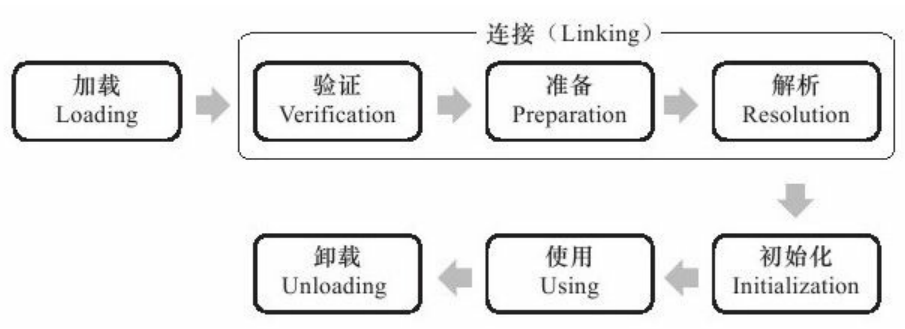 连接（Linking）
加载
Loading
验证
Verification
准备
Preparation
解析
Resolution
初始化
Initialization
使用
Using
卸载
Unloading